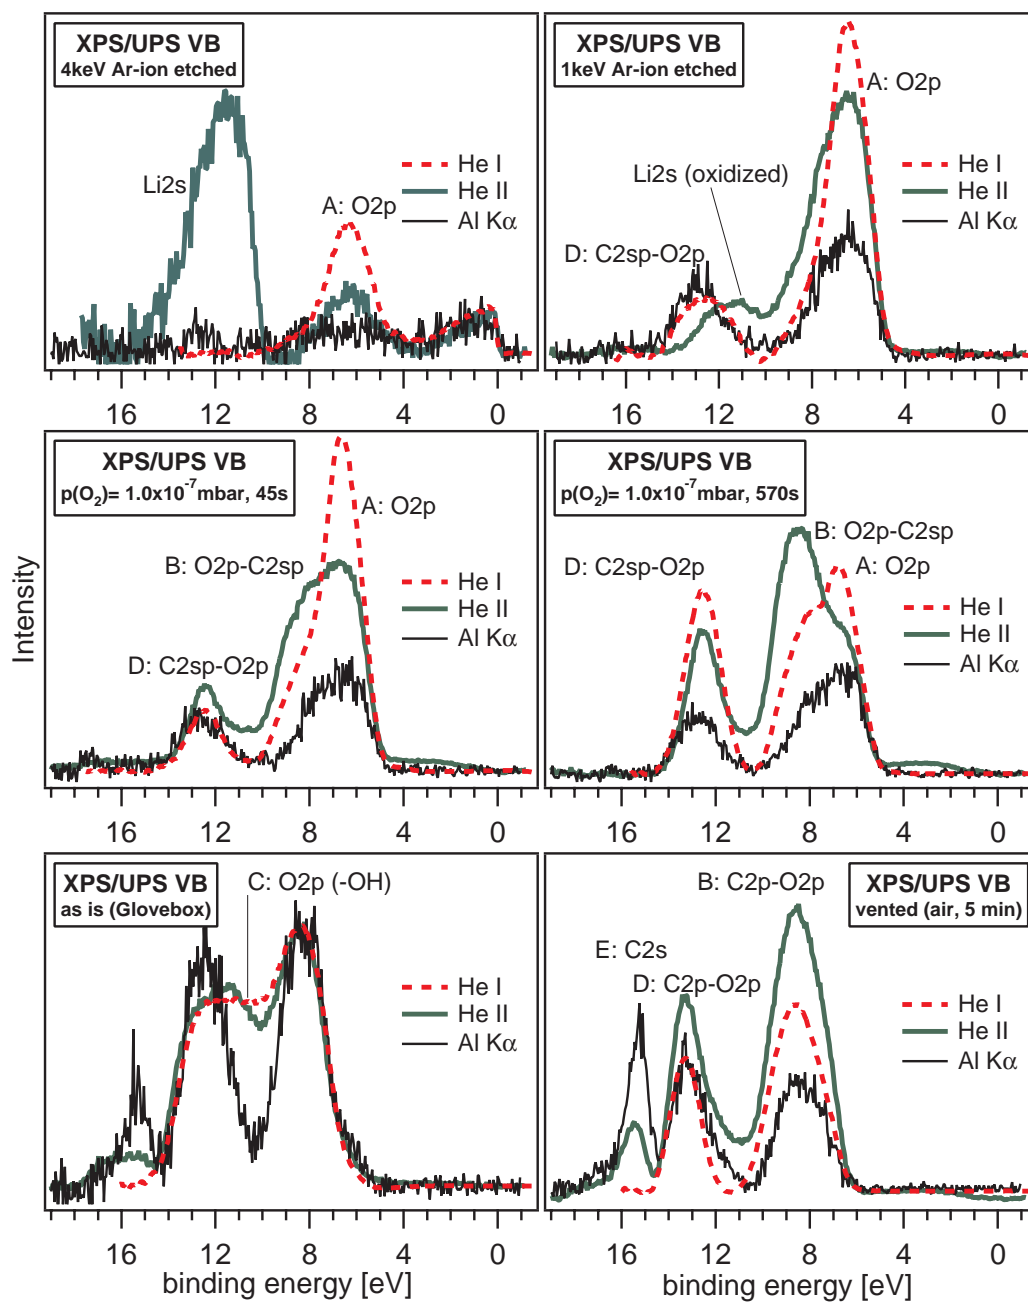 XPS/UPS VB
4keV Ar-ion etched
Li2s
A: O2p
He I
He II
Al Kα
16 12 8 4 0
XPS/UPS VB
1keV Ar-ion etched
A: O2p
Li2s (oxidized)
D: C2sp-O2p
He I
He II
Al Kα
16 12 8 4 0
Intensity
XPS/UPS VB
p(O₂)= 1.0x10⁻⁷mbar, 45s
A: O2p
B: O2p-C2sp
D: C2sp-O2p
He I
He II
Al Kα
16 12 8 4 0
XPS/UPS VB
p(O₂)= 1.0x10⁻⁷mbar, 570s
B: O2p-C2sp
D: C2sp-O2p
A: O2p
He I
He II
Al Kα
16 12 8 4 0
XPS/UPS VB
as is (Glovebox)
C: O2p (-OH)
He I
He II
Al Kα
16 12 8 4 0
binding energy [eV]
B: C2p-O2p
XPS/UPS VB
vented (air, 5 min)
E: C2s
D: C2p-O2p
He I
He II
Al Kα
16 12 8 4 0
binding energy [eV]